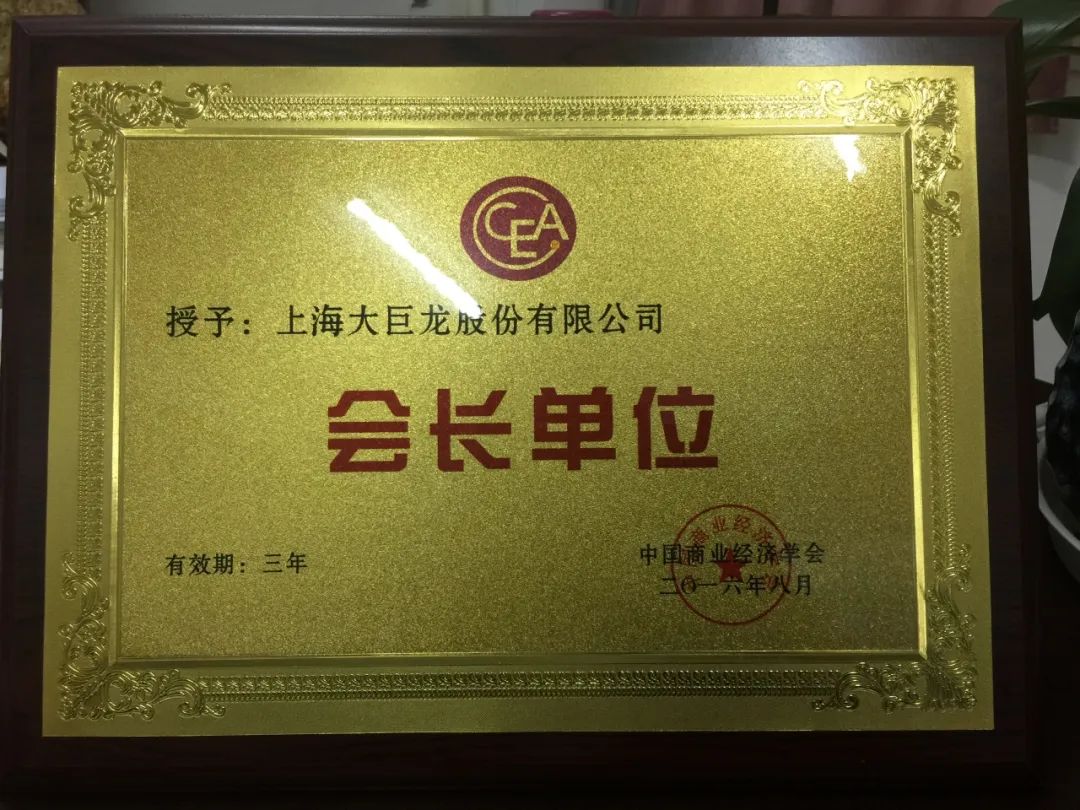 CCEA
授予：上海大巨龙股份有限公司
会长单位
有效期：三年
中国商业经济学会
二〇一六年八月